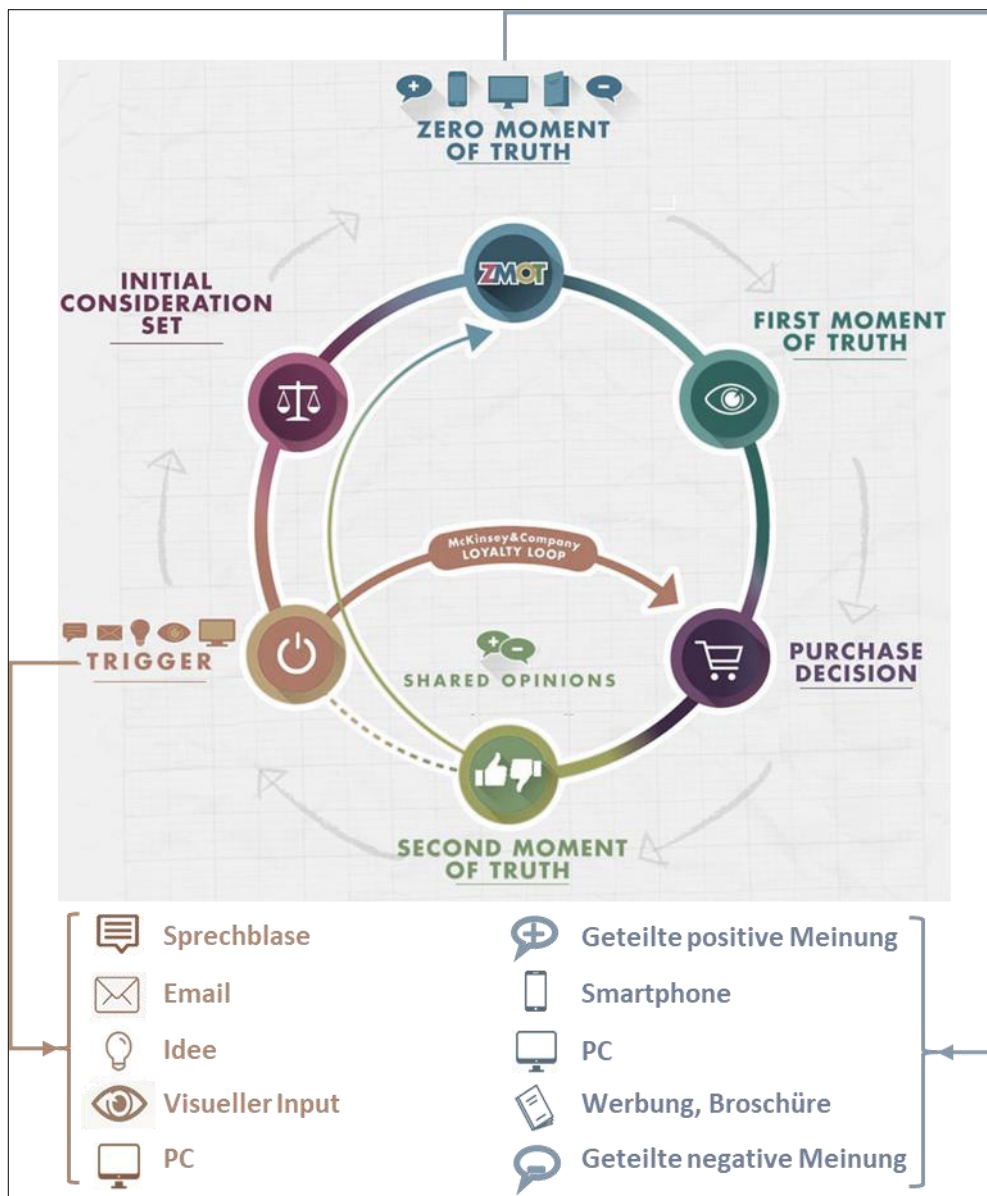 ZERO MOMENT
OF TRUTH
ZMOT
INITIAL
CONSIDERATION
SET
FIRST MOMENT
OF TRUTH
McKinsey&Company
LOYALTY LOOP
TRIGGER
SHARED OPINIONS
PURCHASE
DECISION
SECOND MOMENT
OF TRUTH
Sprechblase
Email
Idee
Visueller Input
PC
Geteilte positive Meinung
Smartphone
PC
Werbung, Broschüre
Geteilte negative Meinung